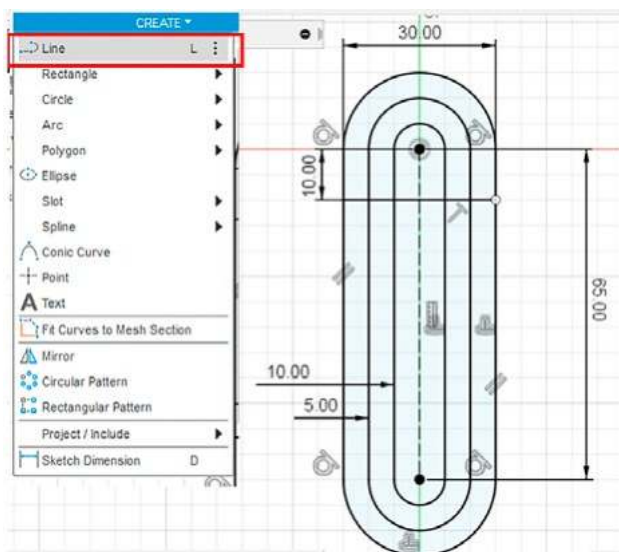 CREATE
Line L
Rectangle
Circle
Arc
Polygon
Ellipse
Slot
Spline
Conic Curve
Point
A Text
Fit Curves to Mesh Section
Mirror
Circular Pattern
Rectangular Pattern
Project / Include
Sketch Dimension D
30.00
10.00
65.00
10.00
5.00